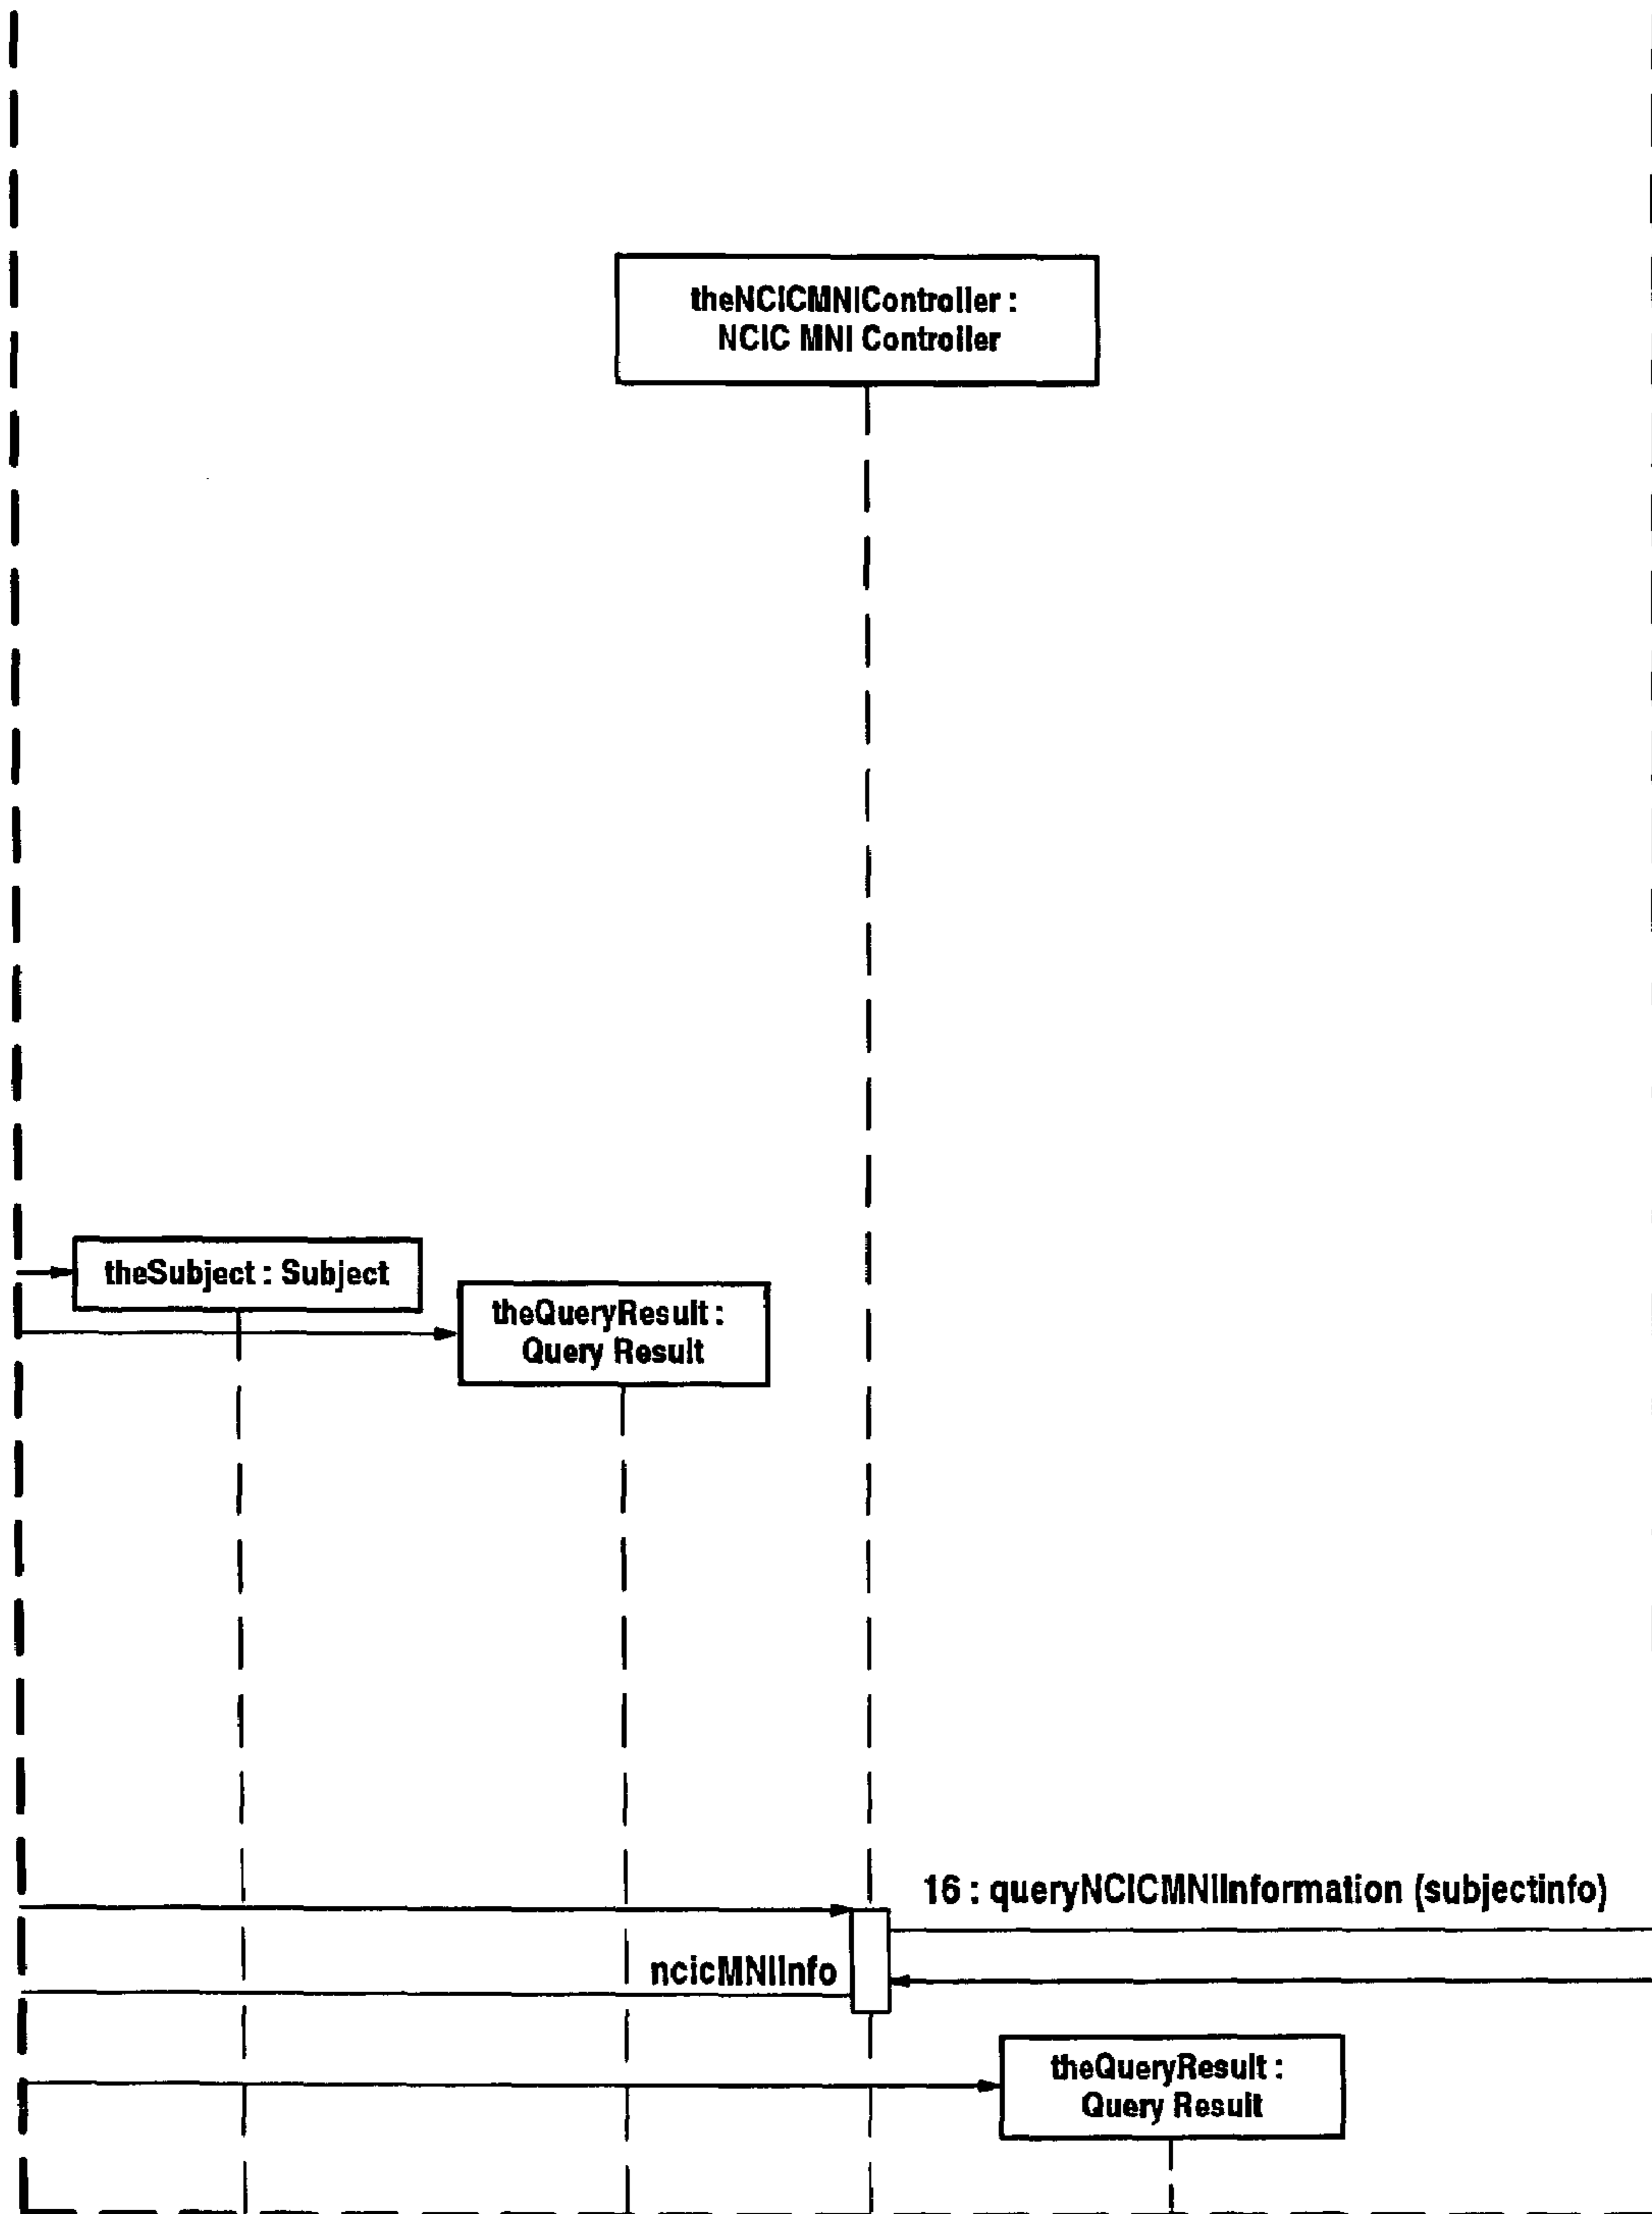 theNCICMNIController :
NCIC MNI Controller
theSubject : Subject
theQueryResult :
Query Result
16 : queryNCICMNIInformation (subjectinfo)
ncicMNIInfo
theQueryResult :
Query Result